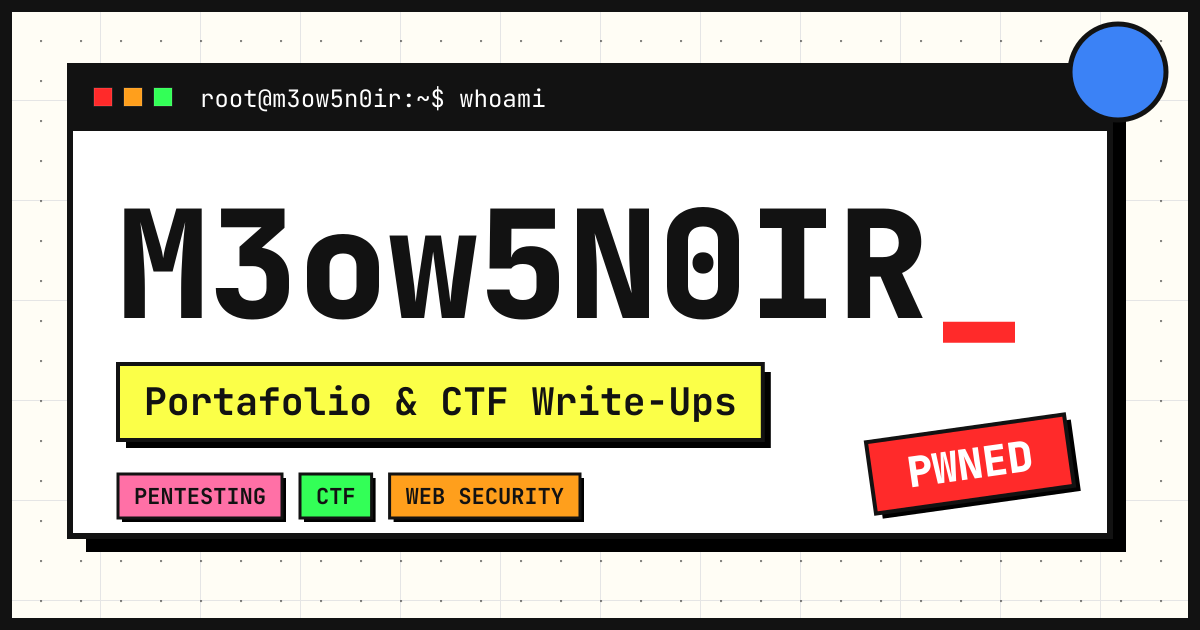 root@m3ow5n0ir:~$ whoami
M3ow5N0IR_
Portafolio & CTF Write-Ups
PENTESTING CTF WEB SECURITY
PWNED